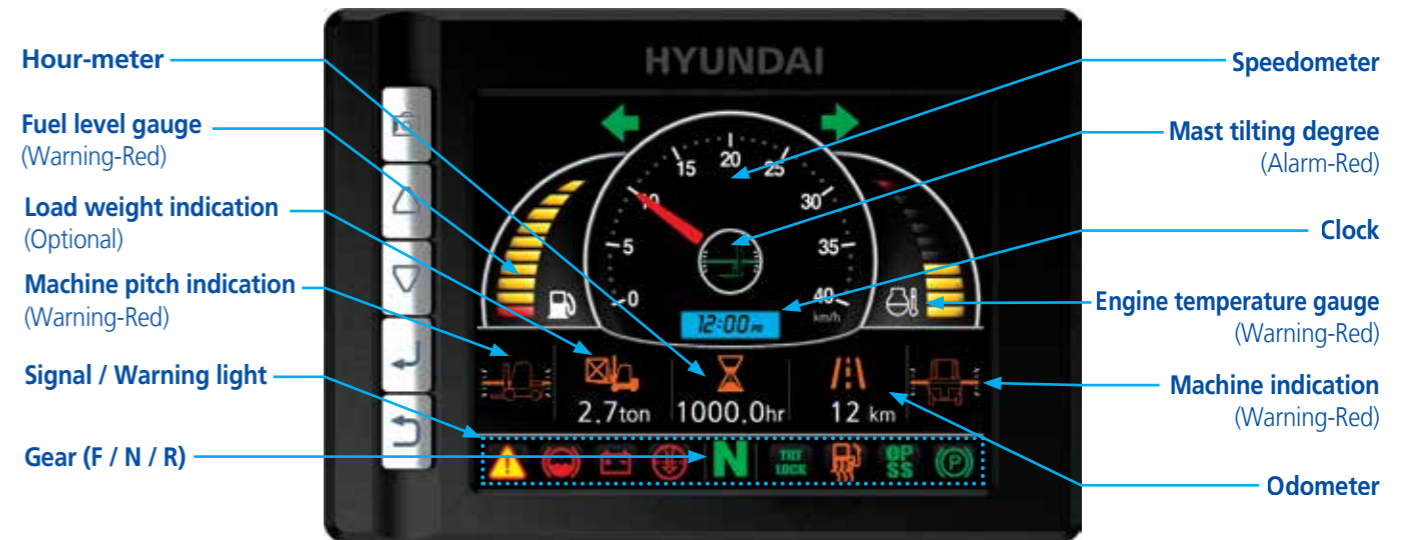 HYUNDAI
Hour-meter
Fuel level gauge
(Warning-Red)
Load weight indication
(Optional)
Machine pitch indication
(Warning-Red)
Signal / Warning light
Gear (F / N / R)
Speedometer
Mast tilting degree
(Alarm-Red)
Clock
Engine temperature gauge
(Warning-Red)
Machine indication
(Warning-Red)
Odometer
0
5
10
15
20
25
30
35
40
km/h
12:00 PM
2.7ton
1000.0hr
12 km
N
TILT
LOCK
OP
SS
P